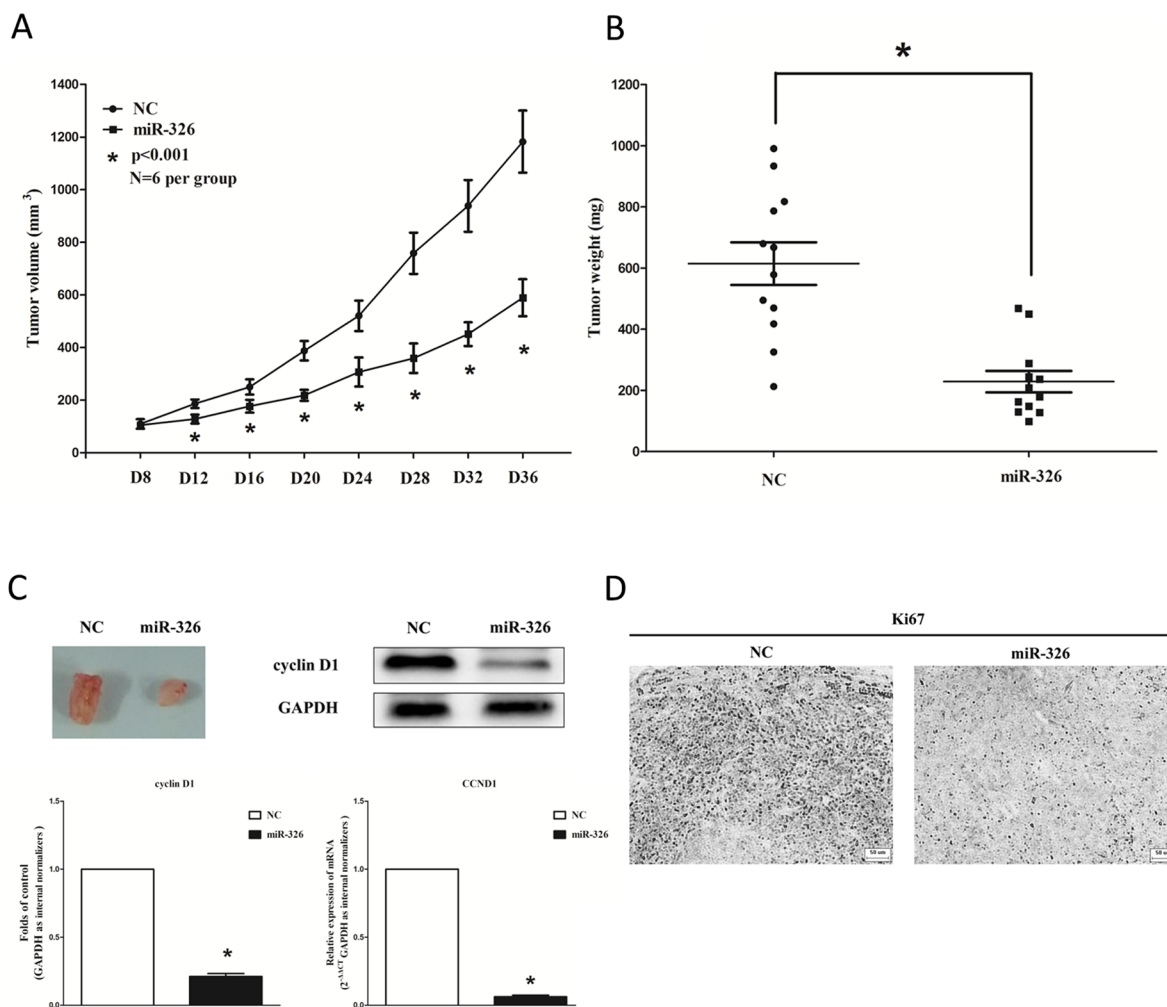 A
1400
1200
1000
800
600
400
200
0
Tumor volume (mm 3)
NC
miR-326
* p<0.001
N=6 per group
* * * * * * *
D8 D12 D16 D20 D24 D28 D32 D36
B
*
1200
1000
800
600
400
200
0
Tumor weight (mg)
NC miR-326
C
NC miR-326
NC miR-326
cyclin D1
GAPDH
cyclin D1
1.5
1.0
0.5
0.0
Folds of control
(GAPDH as internal normalizers )
NC
miR-326
*
CCND1
1.5
1.0
0.5
0.0
Relative expression of mRNA
(2-ΔΔCT GAPDH as internal normalizers )
NC
miR-326
*
D
Ki67
NC miR-326
50 um
50 u